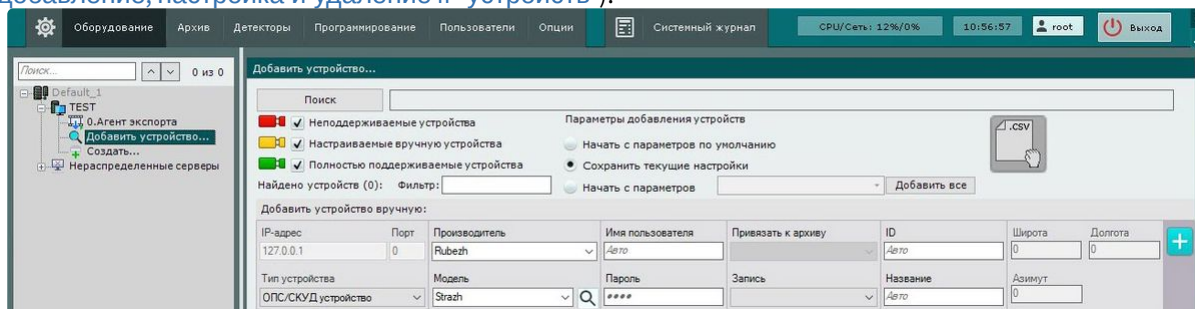 добавление, настройка и удаление IP-устройств").
Оборудование Архив Детекторы Программирование Пользователи Опции Системный журнал CPU/Сеть: 12%/0% 10:56:57 root Выход
Поиск... 0 из 0
Default_1
TEST
0.Агент экспорта
Добавить устройство...
Создать...
Нераспределенные серверы
Добавить устройство...
Поиск
Неподдерживаемые устройства
Настраиваемые вручную устройства
Полностью поддерживаемые устройства
Найдено устройств (0): Фильтр:
Параметры добавления устройств
Начать с параметров по умолчанию
Сохранить текущие настройки
Начать с параметров Добавить все
.CSV
Добавить устройство вручную:
IP-адрес Порт Производитель Имя пользователя Привязать к архиву ID Широта Долгота
127.0.0.1 0 Rubezh Авто Авто 0 0
Тип устройства Модель Пароль Запись Название Азимут
ОПС/СКУД устройство Strazh **** Авто 0